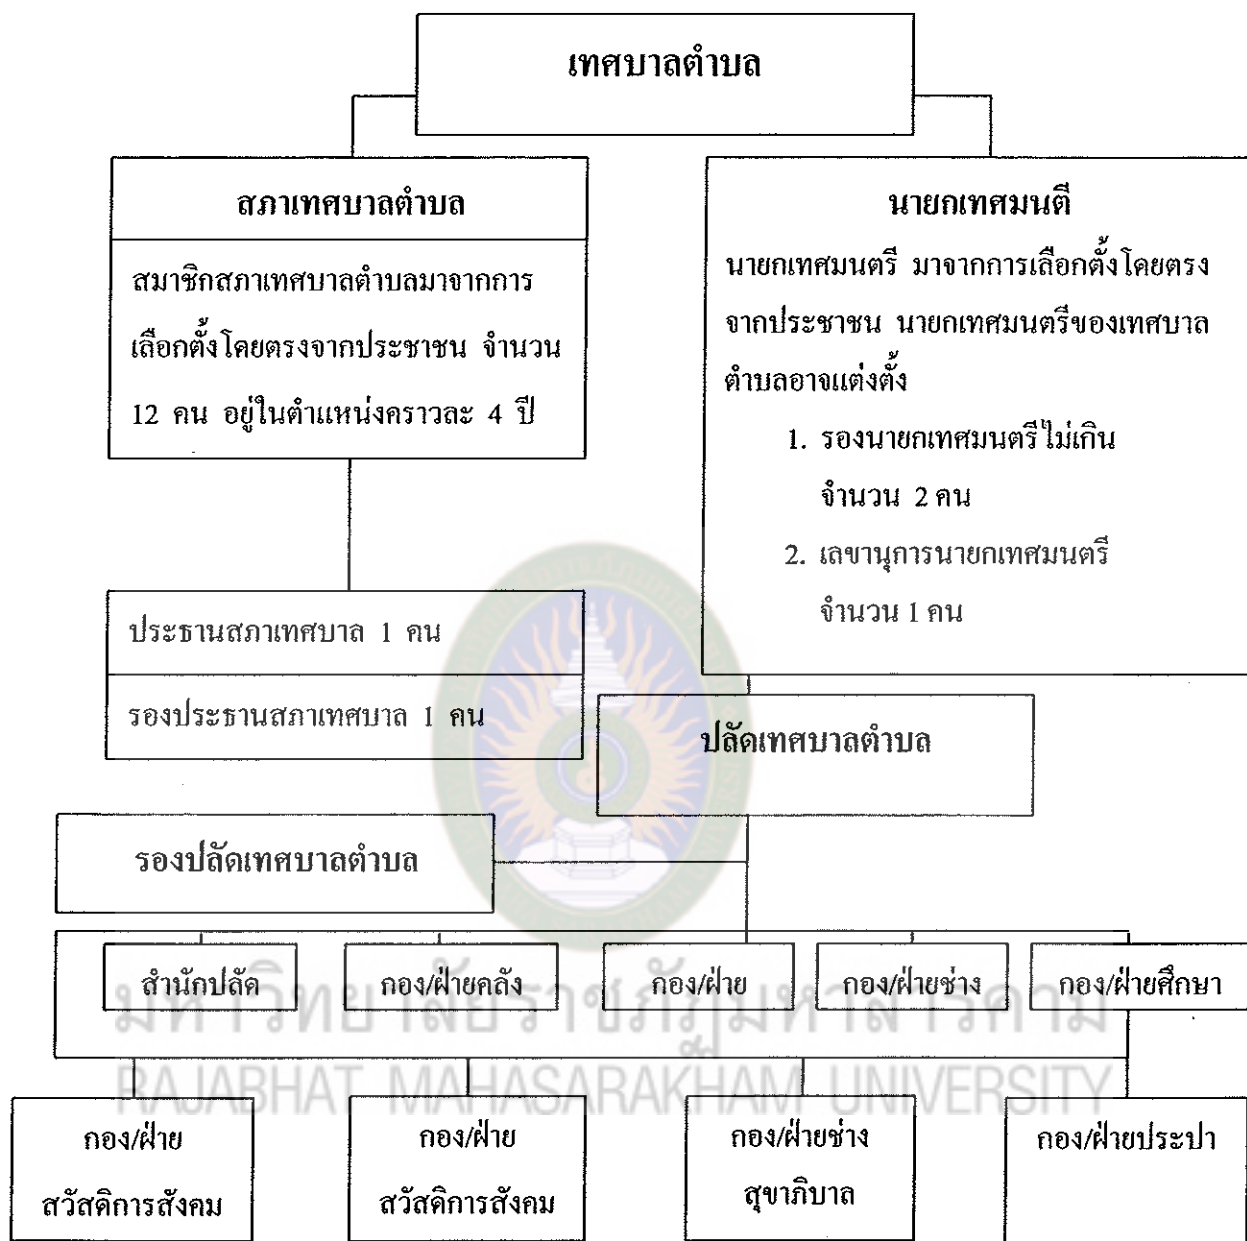 เทศบาลตำบล
สภาเทศบาลตำบล
สมาชิกสภาเทศบาลตำบลมาจากการ
เลือกตั้งโดยตรงจากประชาชน จำนวน
12 คน อยู่ในตำแหน่งคราวละ 4 ปี
นายกเทศมนตี
นายกเทศมนตรี มาจากการเลือกตั้งโดยตรง
จากประชาชน นายกเทศมนตรีของเทศบาล
ตำบลอาจแต่งตั้ง
1. รองนายกเทศมนตรีไม่เกิน
จำนวน 2 คน
2. เลขานุการนายกเทศมนตรี
จำนวน 1 คน
ประธานสภาเทศบาล 1 คน
รองประธานสภาเทศบาล 1 คน
ปลัดเทศบาลตำบล
รองปลัดเทศบาลตำบล
สำนักปลัด
กอง/ฝ่ายคลัง
กอง/ฝ่าย
กอง/ฝ่ายช่าง
กอง/ฝ่ายศึกษา
มหาวิทยาลัยราชภัฏมหาสารคาม
RAJABHAT MAHASARAKHAM UNIVERSITY
กอง/ฝ่าย
สวัสดิการสังคม
กอง/ฝ่าย
สวัสดิการสังคม
กอง/ฝ่ายช่าง
สุขาภิบาล
กอง/ฝ่ายประปา